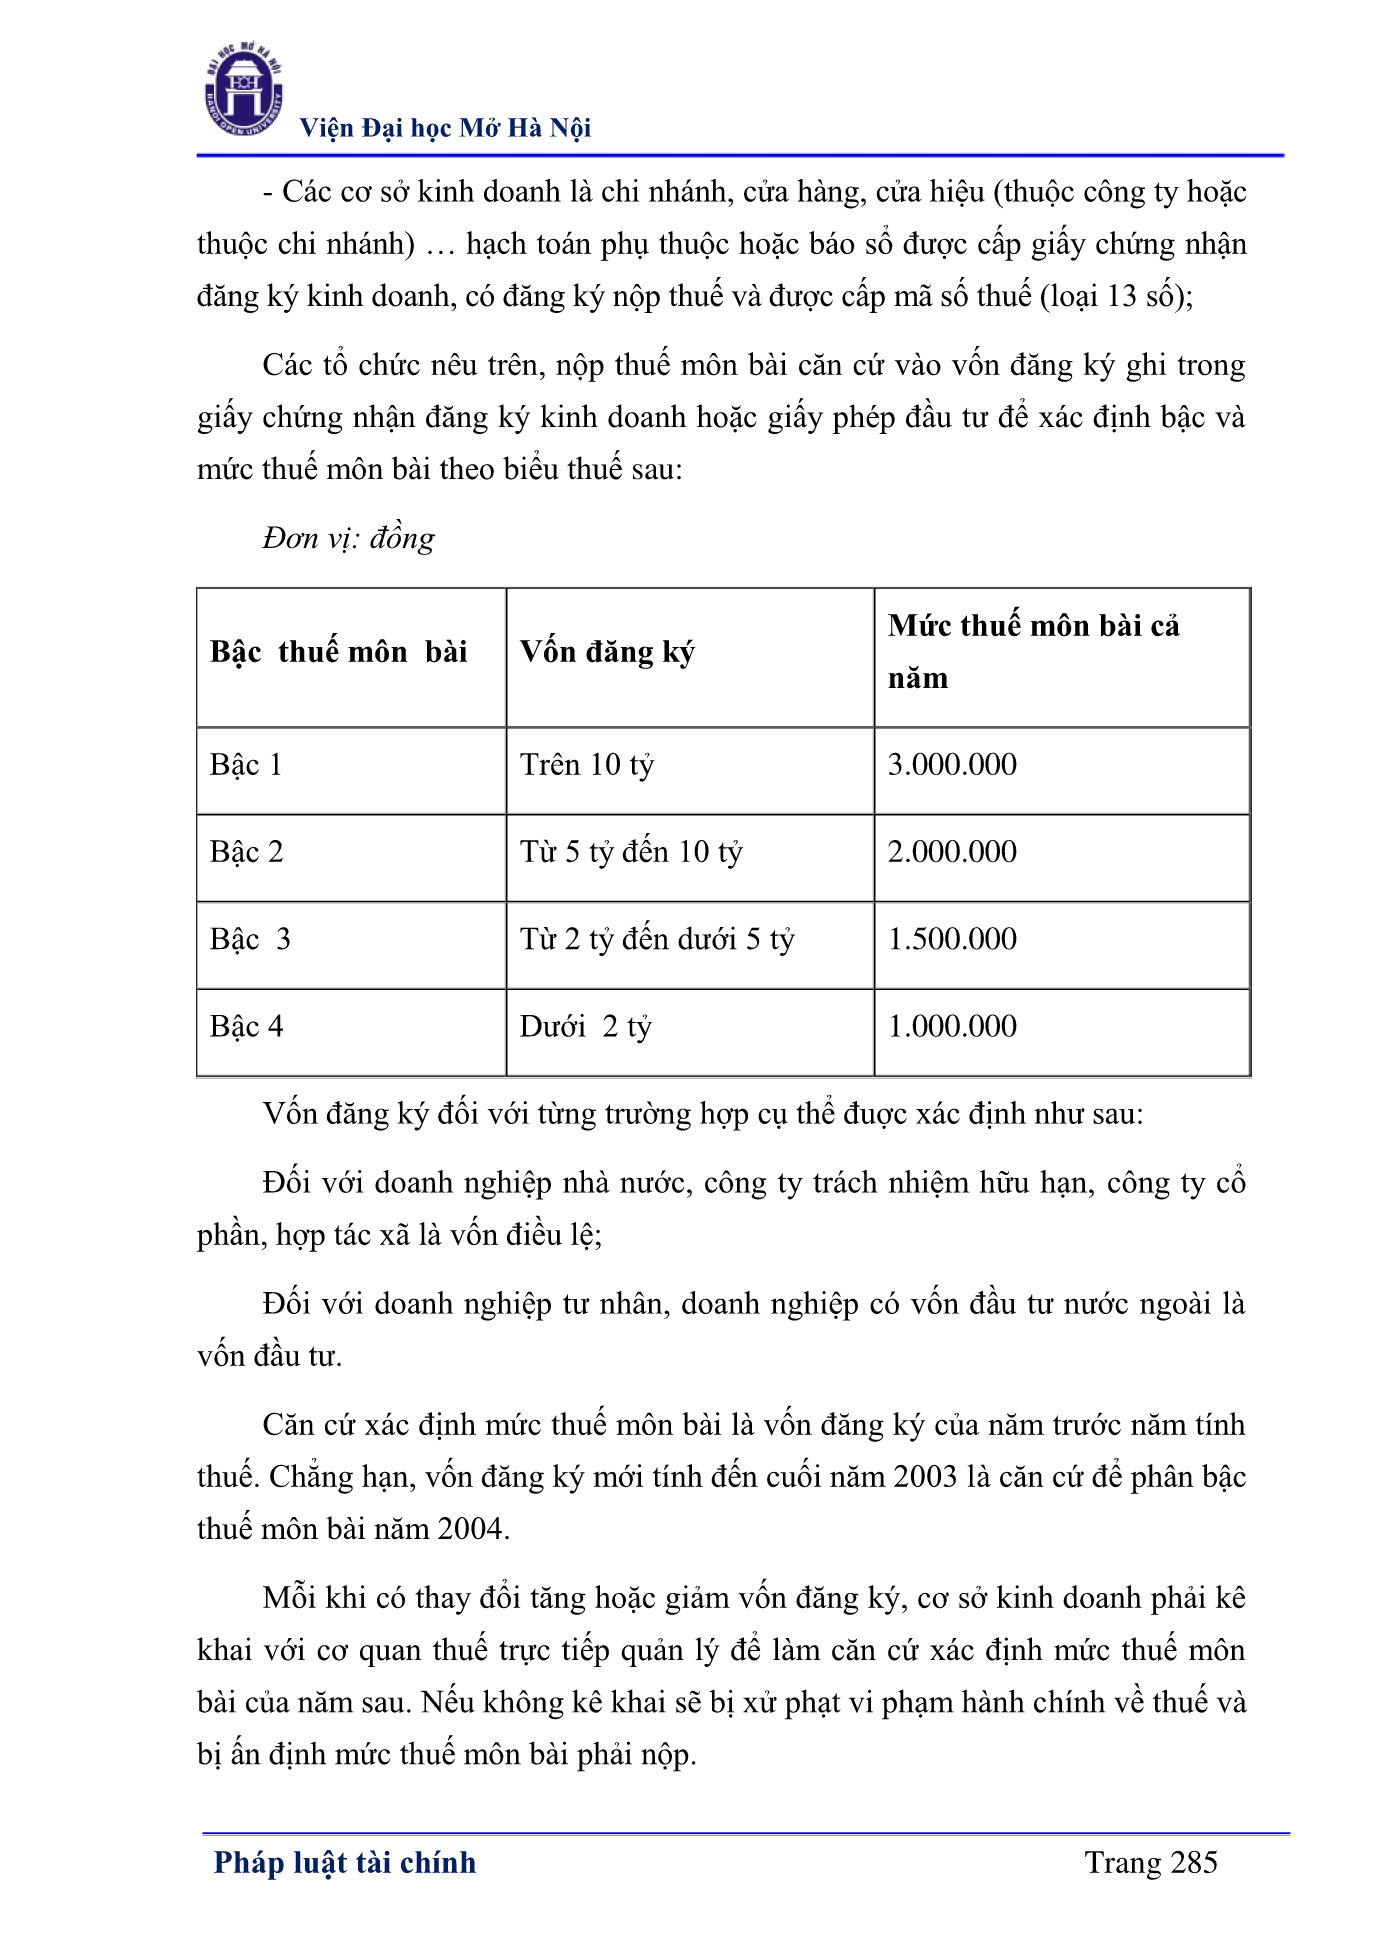 ĐẠI HỌC MỞ HÀ NỘI
HANOI OPEN UNIVERSITY
Viện Đại học Mở Hà Nội
- Các cơ sở kinh doanh là chi nhánh, cửa hàng, cửa hiệu (thuộc công ty hoặc
thuộc chi nhánh) … hạch toán phụ thuộc hoặc báo sổ được cấp giấy chứng nhận
đăng ký kinh doanh, có đăng ký nộp thuế và được cấp mã số thuế (loại 13 số);
Các tổ chức nêu trên, nộp thuế môn bài căn cứ vào vốn đăng ký ghi trong
giấy chứng nhận đăng ký kinh doanh hoặc giấy phép đầu tư để xác định bậc và
mức thuế môn bài theo biểu thuế sau:
Đơn vị: đồng
Bậc thuế môn bài
Vốn đăng ký
Mức thuế môn bài cả
năm
Bậc 1
Trên 10 tỷ
3.000.000
Bậc 2
Từ 5 tỷ đến 10 tỷ
2.000.000
Bậc 3
Từ 2 tỷ đến dưới 5 tỷ
1.500.000
Bậc 4
Dưới 2 tỷ
1.000.000
Vốn đăng ký đối với từng trường hợp cụ thể đuợc xác định như sau:
Đối với doanh nghiệp nhà nước, công ty trách nhiệm hữu hạn, công ty cổ
phần, hợp tác xã là vốn điều lệ;
Đối với doanh nghiệp tư nhân, doanh nghiệp có vốn đầu tư nước ngoài là
vốn đầu tư.
Căn cứ xác định mức thuế môn bài là vốn đăng ký của năm trước năm tính
thuế. Chẳng hạn, vốn đăng ký mới tính đến cuối năm 2003 là căn cứ để phân bậc
thuế môn bài năm 2004.
Mỗi khi có thay đổi tăng hoặc giảm vốn đăng ký, cơ sở kinh doanh phải kê
khai với cơ quan thuế trực tiếp quản lý để làm căn cứ xác định mức thuế môn
bài của năm sau. Nếu không kê khai sẽ bị xử phạt vi phạm hành chính về thuế và
bị ấn định mức thuế môn bài phải nộp.
Pháp luật tài chính
Trang 285